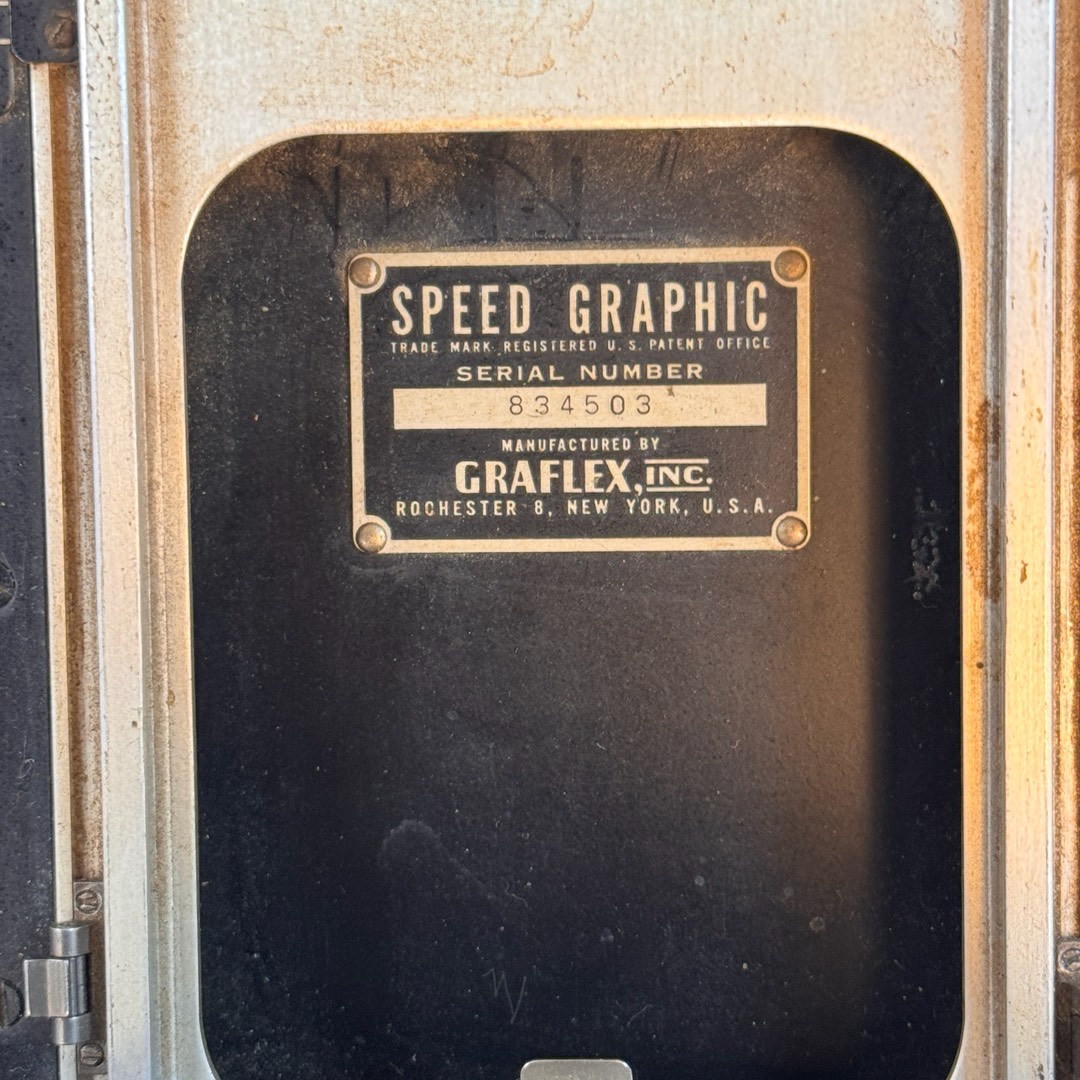 SPEED GRAPHIC
TRADE MARK REGISTERED U.S. PATENT OFFICE
SERIAL NUMBER
834503
MANUFACTURED BY
GRAFLEX, INC.
ROCHESTER 8, NEW YORK, U.S.A.